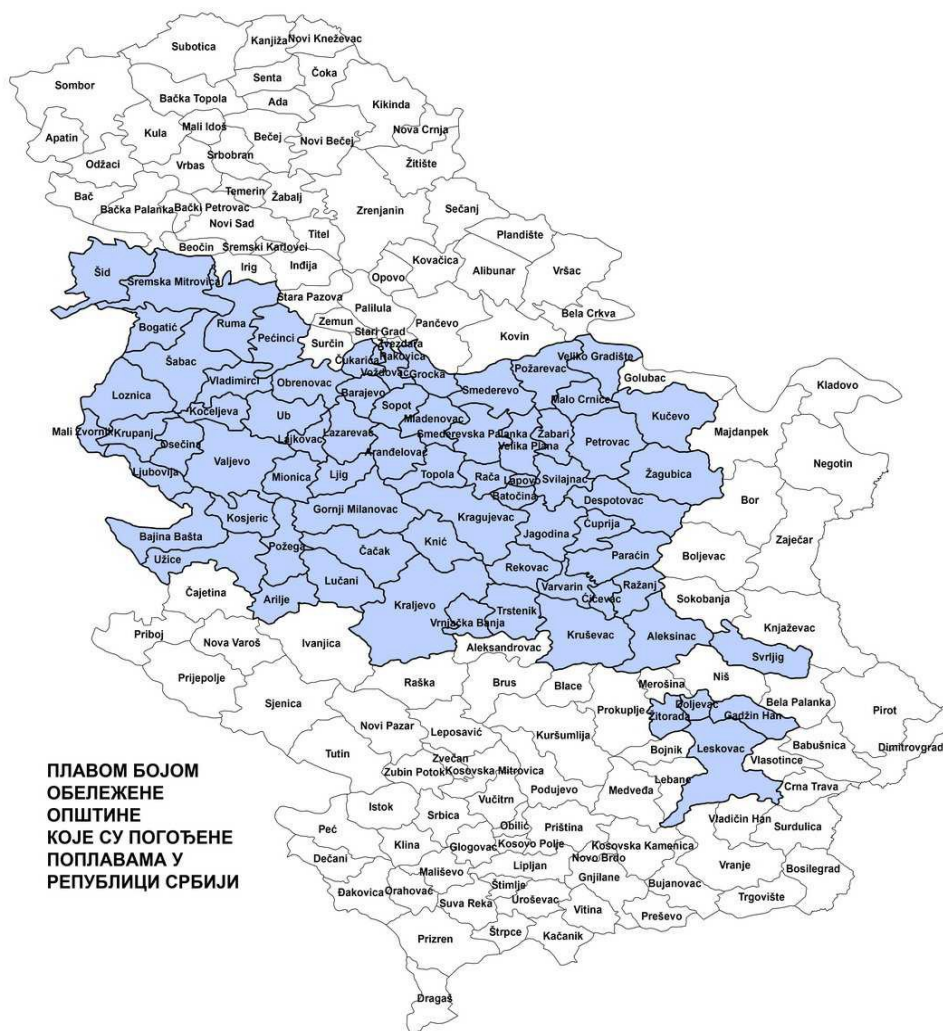 Subotica
Kanjiža
Novi Kneževac
Sombor
Senta
Čoka
Bačka Topola
Ada
Kikinda
Apatin
Kula
Mali Idoš
Bečej
Novi Bečej
Nova Crnja
Odžaci
Vrbas
Srbobran
Žitište
Bač
Bačka Palanka
Bački Petrovac
Temerin
Žabalj
Zrenjanin
Sečanj
Novi Sad
Titel
Plandište
Beočin
Sremski Karlovci
Kovačica
Šid
Sremska Mitrovica
Irig
Inđija
Opovo
Alibunar
Vršac
Stara Pazova
Palilula
Bela Crkva
Bogatić
Ruma
Pećinci
Zemun
Stari Grad
Pančevo
Kovin
Surčin
Zvezdara
Šabac
Čukarica
Rakovica
Voždovac
Grocka
Požarevac
Veliko Gradište
Golubac
Kladovo
Loznica
Vladimirci
Obrenovac
Barajevo
Sopot
Smederevo
Malo Crniće
Kučevo
Koceljeva
Ub
Mladenovac
Mali Zvornik
Krupanj
Osečina
Lajkovac
Lazarevac
Smederevska Palanka
Žabari
Petrovac
Majdanpek
Velika Plana
Negotin
Ljubovija
Valjevo
Aranđelovac
Mionica
Ljig
Topola
Rača
Lapovo
Svilajnac
Žagubica
Batočina
Bor
Kosjeric
Gornji Milanovac
Kragujevac
Despotovac
Bajina Bašta
Požega
Čačak
Knić
Jagodina
Ćuprija
Zaječar
Užice
Paraćin
Boljevac
Čajetina
Arilje
Lučani
Rekovac
Kraljevo
Varvarin
Ražanj
Trstenik
Ćićevac
Sokobanja
Priboj
Nova Varoš
Ivanjica
Vrnjačka Banja
Kruševac
Aleksinac
Knjaževac
Aleksandrovac
Svrljig
Prijepolje
Sjenica
Raška
Brus
Blace
Merošina
Niš
Prokuplje
Doljevac
Žitorađa
Gadžin Han
Bela Palanka
Pirot
Novi Pazar
Leposavić
Kuršumlija
Tutin
Bojnik
Leskovac
Babušnica
Dimitrovgrad
Zvečan
Vlasotince
Zubin Potok
Kosovska Mitrovica
Lebane
Podujevo
Medveđa
Crna Trava
Istok
Vučitrn
Srbica
Vladičin Han
Surdulica
Peć
Obilić
Priština
Klina
Glogovac
Kosovo Polje
Kosovska Kamenica
Dečani
Lipljan
Novo Brdo
Vranje
Mališevo
Gnjilane
Bosilegrad
Đakovica
Orahovac
Štimlje
Bujanovac
Suva Reka
Uroševac
Trgovište
Vitina
Preševo
Prizren
Štrpce
Kačanik
Dragaš
ПЛАВОМ БОЈОМ
ОБЕЛЕЖЕНЕ
ОПШТИНЕ
КОЈЕ СУ ПОГОЂЕНЕ
ПОПЛАВАМА У
РЕПУБЛИЦИ СРБИЈИ